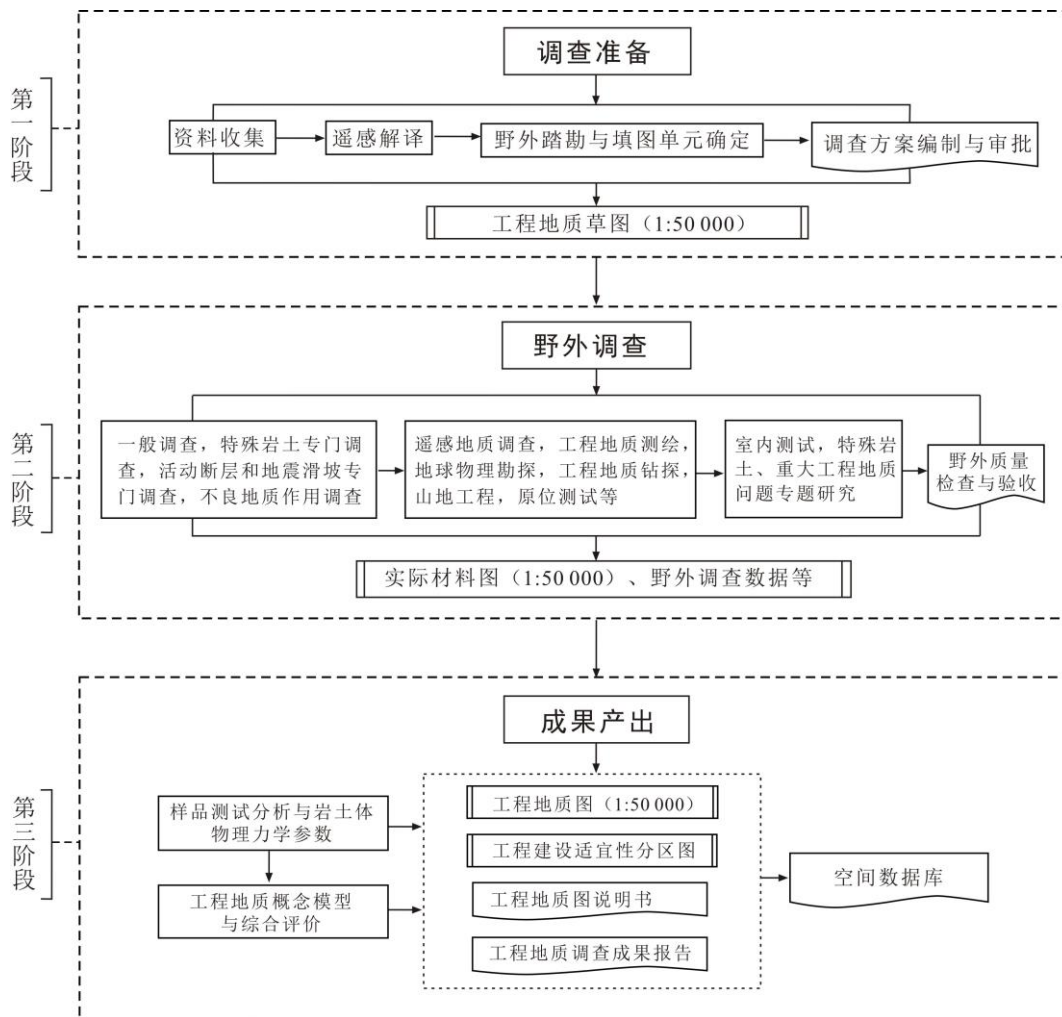 第一阶段
调查准备
资料收集
遥感解译
野外踏勘与填图单元确定
调查方案编制与审批
工程地质草图（1:50 000）
第二阶段
野外调查
一般调查，特殊岩土专门调
查，活动断层和地震滑坡专
门调查，不良地质作用调查
遥感地质调查，工程地质测绘，
地球物理勘探，工程地质钻探，
山地工程，原位测试等
室内测试，特殊岩
土、重大工程地质
问题专题研究
野外质量
检查与验收
实际材料图（1:50 000）、野外调查数据等
第三阶段
成果产出
样品测试分析与岩土体
物理力学参数
工程地质概念模型
与综合评价
工程地质图（1:50 000）
工程建设适宜性分区图
工程地质图说明书
工程地质调查成果报告
空间数据库